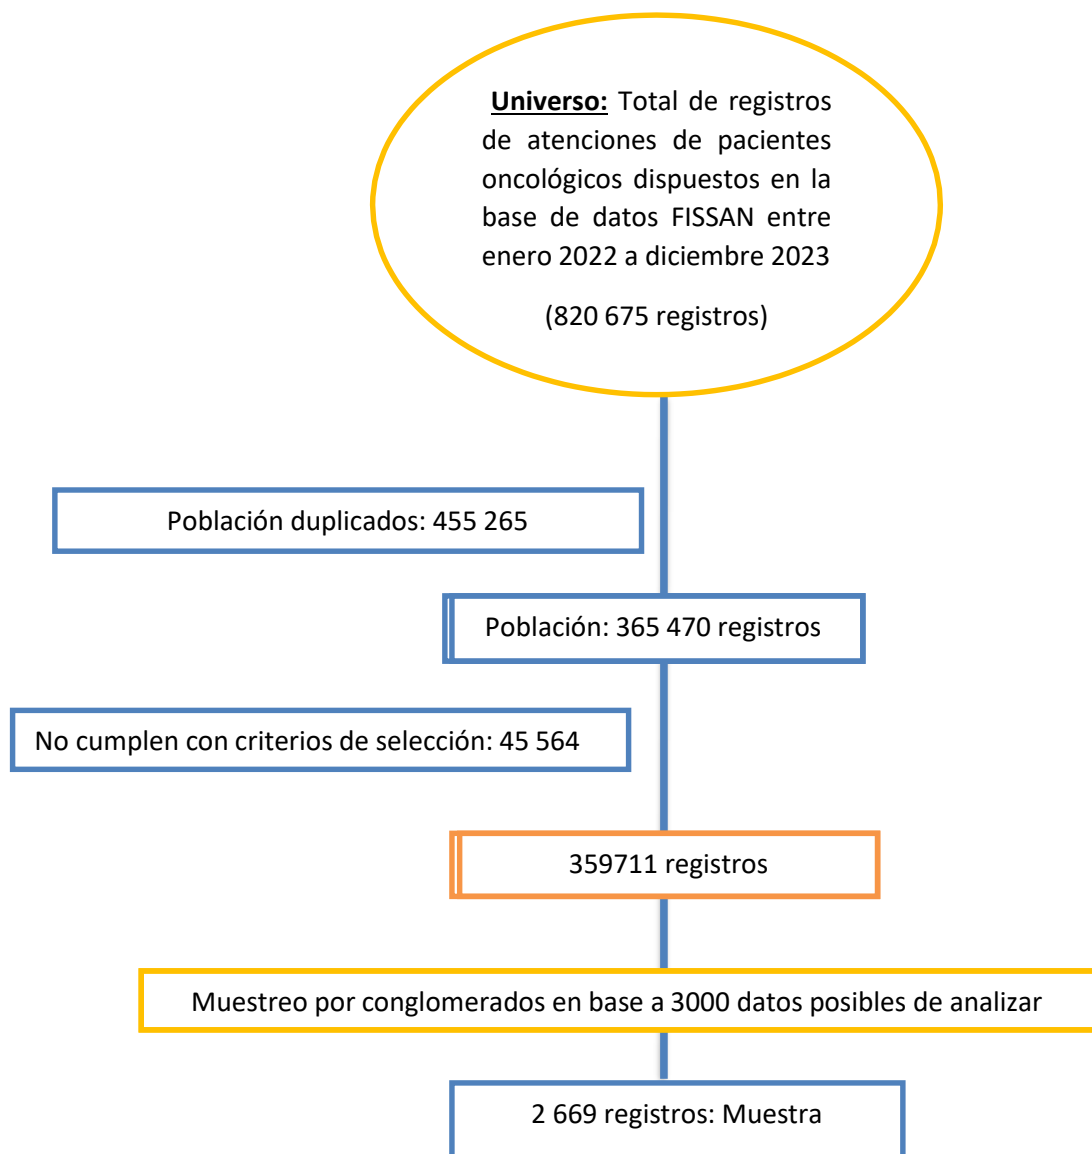 Universo: Total de registros
de atenciones de pacientes
oncológicos dispuestos en la
base de datos FISSAN entre
enero 2022 a diciembre 2023
(820 675 registros)
Población duplicados: 455 265
Población: 365 470 registros
No cumplen con criterios de selección: 45 564
359711 registros
Muestreo por conglomerados en base a 3000 datos posibles de analizar
2 669 registros: Muestra